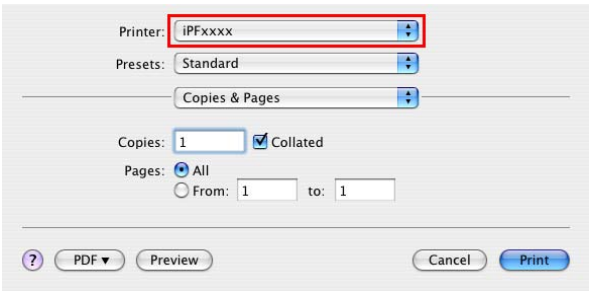 Printer: iPFxxxx
Presets: Standard
Copies & Pages
Copies: 1 Collated
Pages: All
From: 1 to: 1
? PDF ▼ Preview Cancel Print